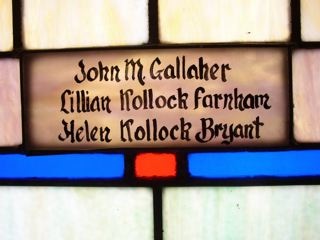 John M Gallaher
Lillian Kollock Farnham
Helen Kollock Bryant